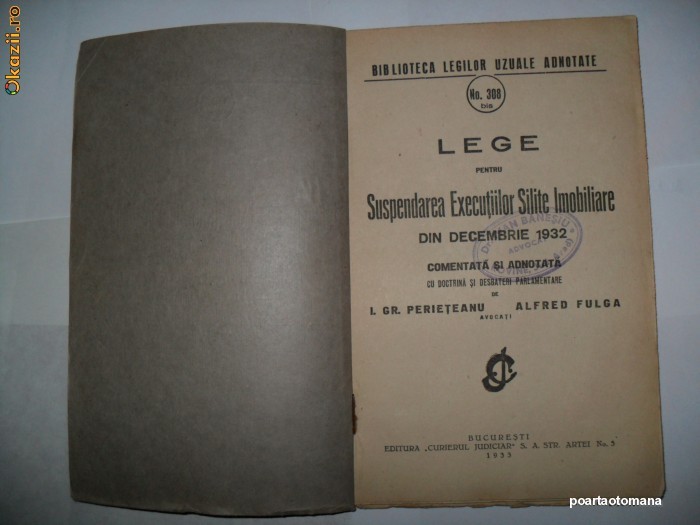 Okazii.ro
BIBLIOTECA LEGILOR UZUALE ADNOTATE
No. 308
bis
LEGE
PENTRU
Suspendarea Execuțiilor Silite Imobiliare
DIN DECEMBRIE 1932
AVOCAT
COMENTATĂ ȘI ADNOTATĂ
CU DOCTRINĂ ȘI DESBATERI PARLAMENTARE
DE
I. GR. PERIEȚEANU ALFRED FULGA
AVOCAȚI
BUCUREȘTI
EDITURA „CURIERUL JUDICIAR" S. A. STR. ARTEI No. 5
1933
poartaotomana